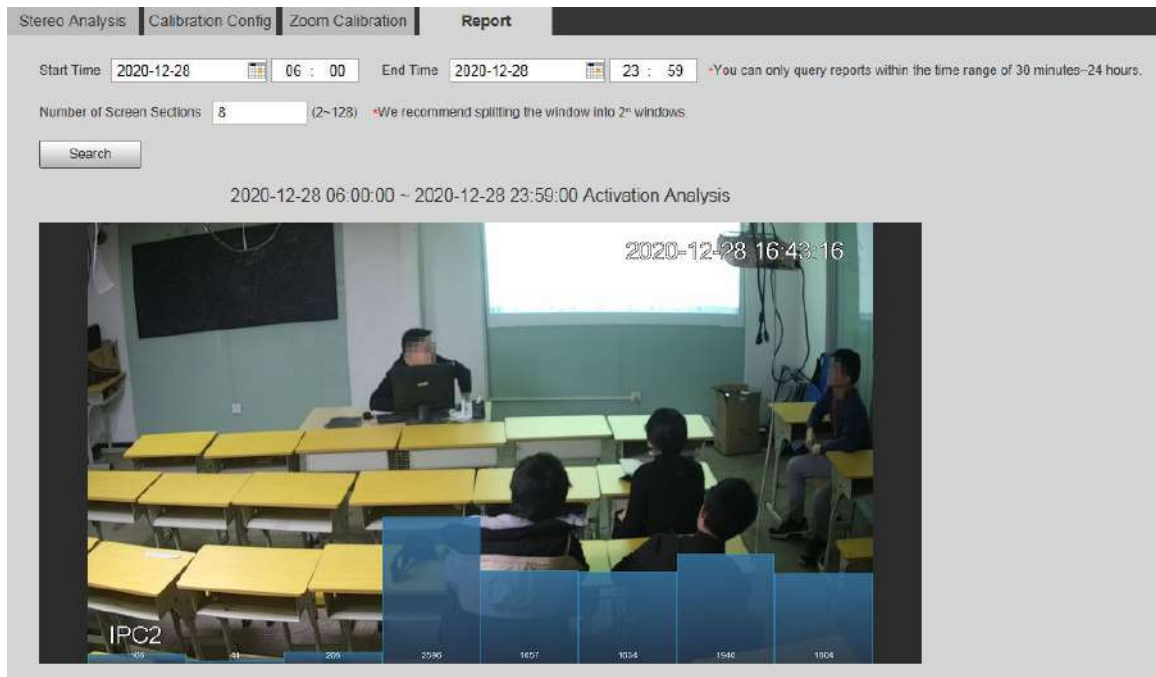 Stereo Analysis Calibration Config Zoom Calibration Report
Start Time 2020-12-28 06 : 00 End Time 2020-12-28 23 : 59 *You can only query reports within the time range of 30 minutes~24 hours.
Number of Screen Sections 8 (2~128) *We recommend splitting the window into 2ⁿ windows
Search
2020-12-28 06:00:00 ~ 2020-12-28 23:59:00 Activation Analysis
2020-12-28 16:43:16
IPC2
2596 1657 1634 1946 1604